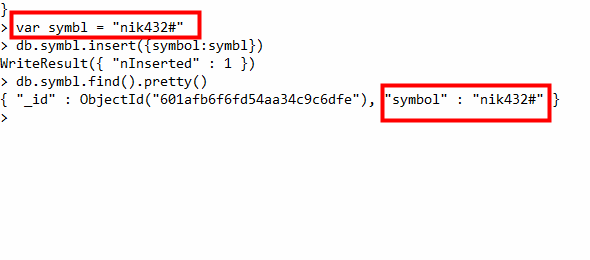 }
> var symbl = "nik432#"
> db.symbl.insert({symbol:symbl})
WriteResult({ "nInserted" : 1 })
> db.symbl.find().pretty()
{ "_id" : ObjectId("601afb6f6fd54aa34c9c6dfe"), "symbol" : "nik432#" }
>